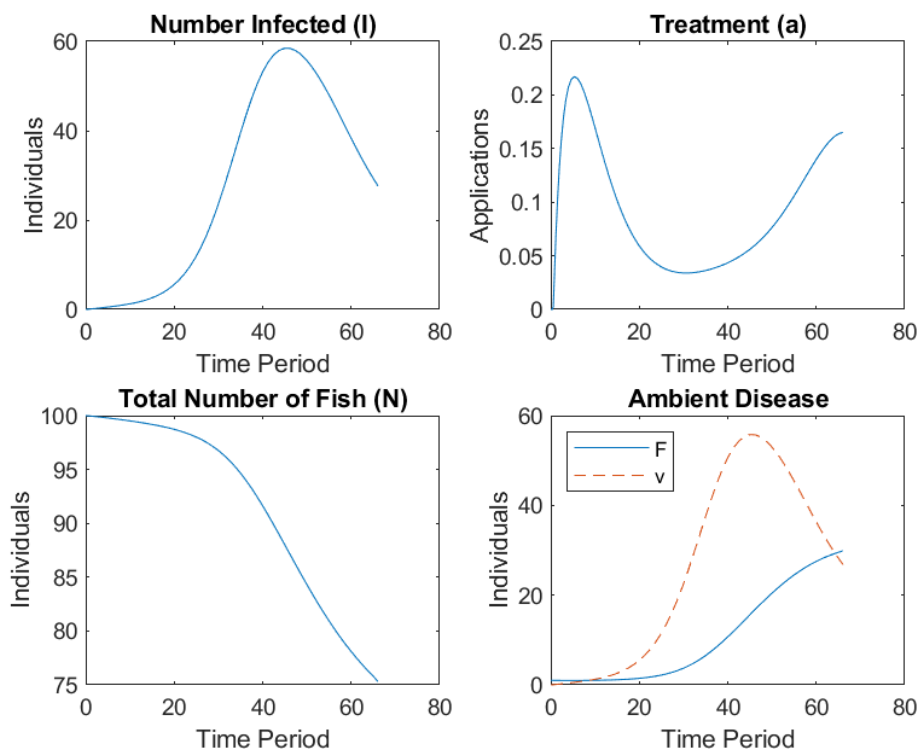 Number Infected (I)
60
40
20
0
Individuals
0 20 40 60 80
Time Period
Treatment (a)
0.25
0.2
0.15
0.1
0.05
0
Applications
0 20 40 60 80
Time Period
Total Number of Fish (N)
100
95
90
85
80
75
Individuals
0 20 40 60 80
Time Period
Ambient Disease
60
40
20
0
Individuals
F
v
0 20 40 60 80
Time Period